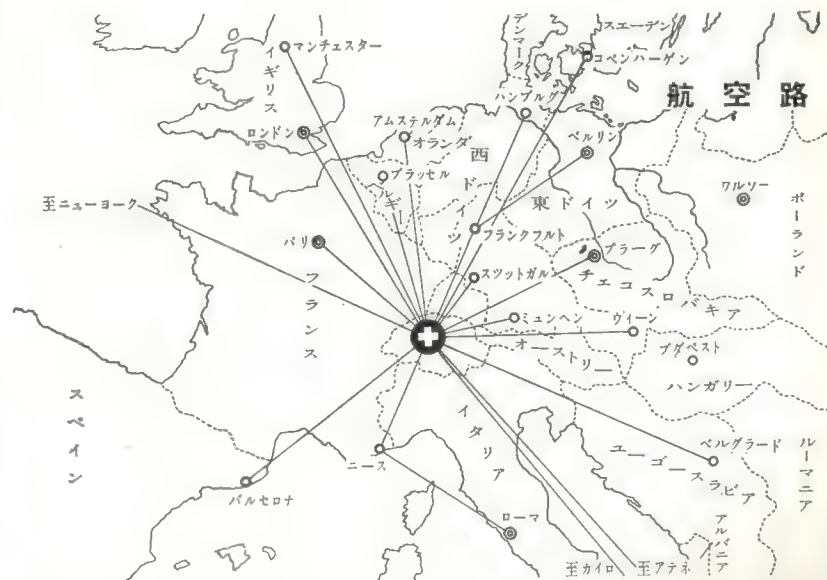 航空路
スエーデン
デンマーク
コペンハーゲン
マンチェスター
イギリス
ハンブルグ
ロンドン
アムステルダム
オランダ
西ドイツ
ベルリン
ブラッセル
ベルギー
ワルソー
ポーランド
至ニューヨーク
東ドイツ
フランクフルト
パリ
プラーグ
フランス
スツットガル
チェコスロバキア
ミュンヘン
ヴィーン
オーストリー
ブダペスト
ハンガリー
スペイン
イタリア
ユーゴースラビア
ベルグラード
ルーマニア
ニース
バルセロナ
ローマ
アルバニア
至カイロ
至アテネ